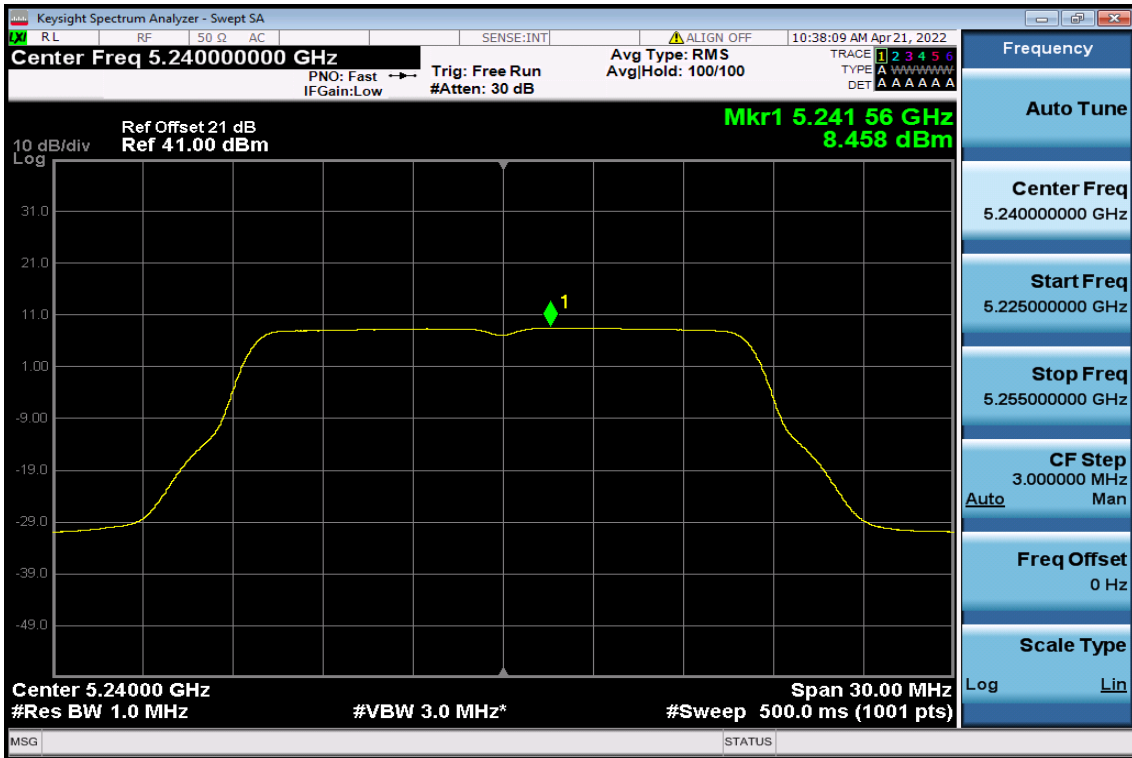 Keysight Spectrum Analyzer - Swept SA
LXI RL RF 50 Ω AC SENSE:INT ALIGN OFF 10:38:09 AM Apr 21, 2022
Center Freq 5.240000000 GHz
PNO: Fast
IFGain:Low
Trig: Free Run
#Atten: 30 dB
Avg Type: RMS
Avg|Hold: 100/100
TRACE 1 2 3 4 5 6
TYPE A WWWWW
DET A A A A A A
Mkr1 5.241 56 GHz
8.458 dBm
Ref Offset 21 dB
10 dB/div Ref 41.00 dBm
Log
31.0
21.0
11.0
1.00
-9.00
-19.0
-29.0
-39.0
-49.0
1
Center 5.24000 GHz Span 30.00 MHz
#Res BW 1.0 MHz #VBW 3.0 MHz* #Sweep 500.0 ms (1001 pts)
MSG STATUS
Frequency
Auto Tune
Center Freq
5.240000000 GHz
Start Freq
5.225000000 GHz
Stop Freq
5.255000000 GHz
CF Step
3.000000 MHz
Auto Man
Freq Offset
0 Hz
Scale Type
Log Lin